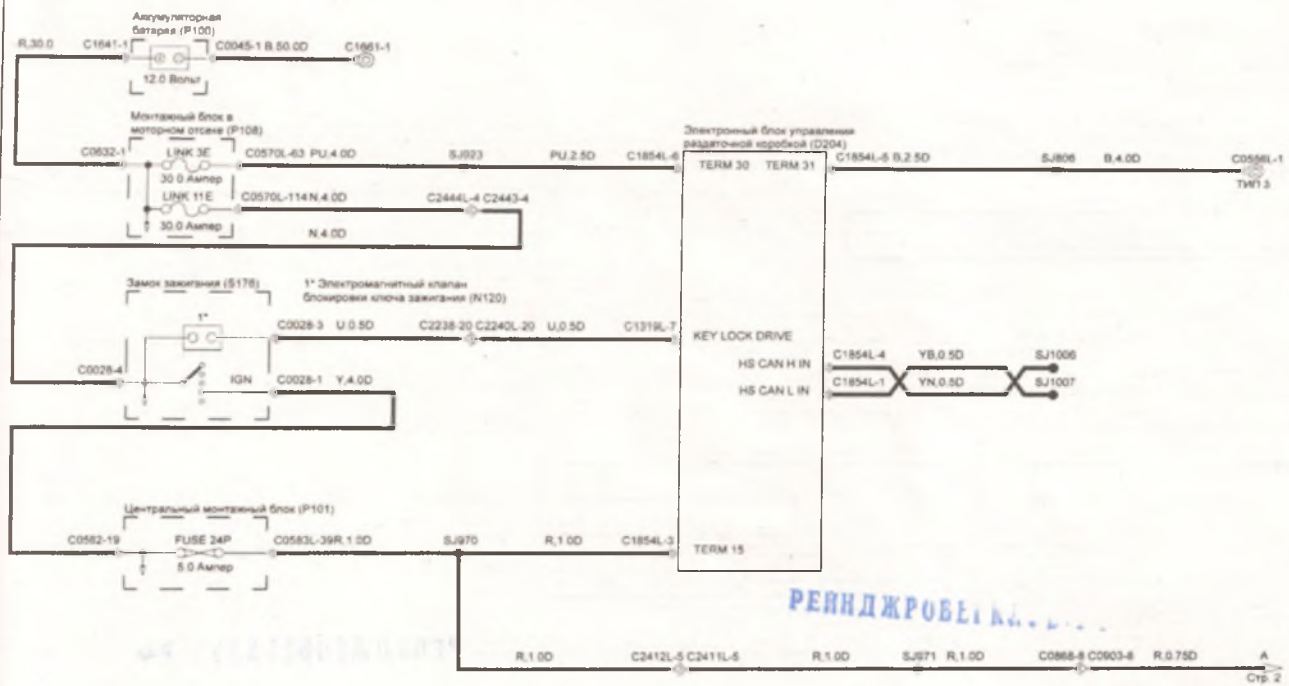 Аккумуляторная
батарея (P100)
R,30.0 C1641-1 C0045-1 B,50.0D C1661-1
12.0 Вольт
Монтажный блок в
моторном отсеке (P108)
Электронный блок управления
раздаточной коробкой (D204)
C0632-1 LINK 3E C0570L-63 PU,4.0D SJ923 PU,2.5D C1854L-6 TERM 30 TERM 31 C1854L-5 B,2.5D SJ806 B,4.0D
30.0 Ампер
ТИП 3
LINK 11E C0570L-114 N,4.0D C2444L-4 C2443-4
30.0 Ампер
N,4.0D
Замок зажигания (S176) 1* Электромагнитный клапан
блокировки ключа зажигания (N120)
1*
C0028-3 U,0.5D C2238-20 C2240L-20 U,0.5D C1319L-7 KEY LOCK DRIVE
HS CAN H IN C1854L-4 YB,0.5D SJ1006
C0028-4 IGN C0028-1 Y,4.0D
HS CAN L IN C1854L-1 YN,0.5D SJ1007
Центральный монтажный блок (P101)
C0582-19 FUSE 24P C0583L-39 R,1.0D SJ970 R,1.0D C1854L-3 TERM 15
5.0 Ампер
R,1.0D C2412L-5 C2411L-5 R,1.0D SJ971 R,1.0D C0868-8 C0903-8 R,0.75D A
Стр. 2